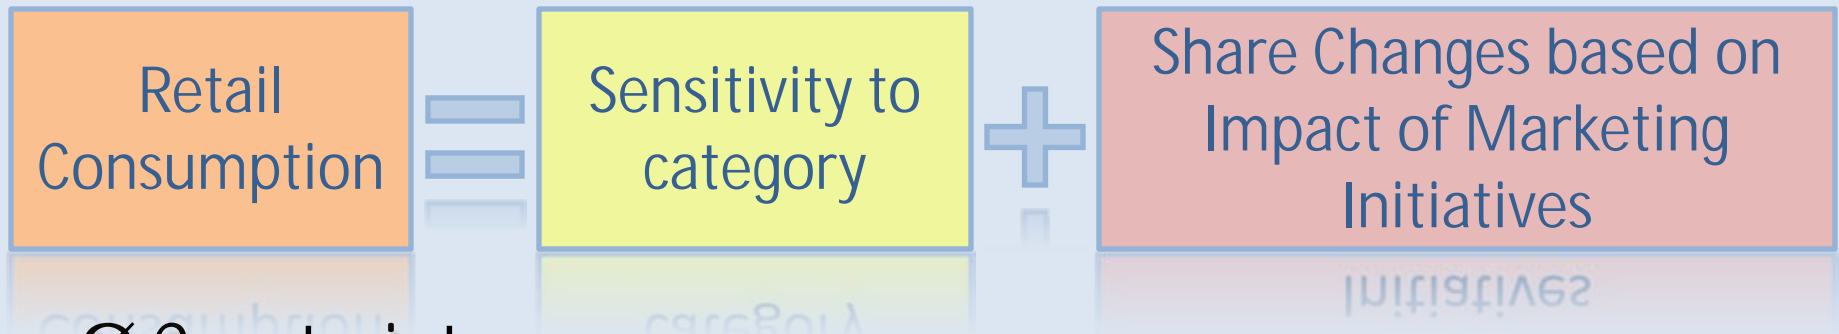 Retail
Consumption
=
Sensitivity to
category
+
Share Changes based on
Impact of Marketing
Initiatives